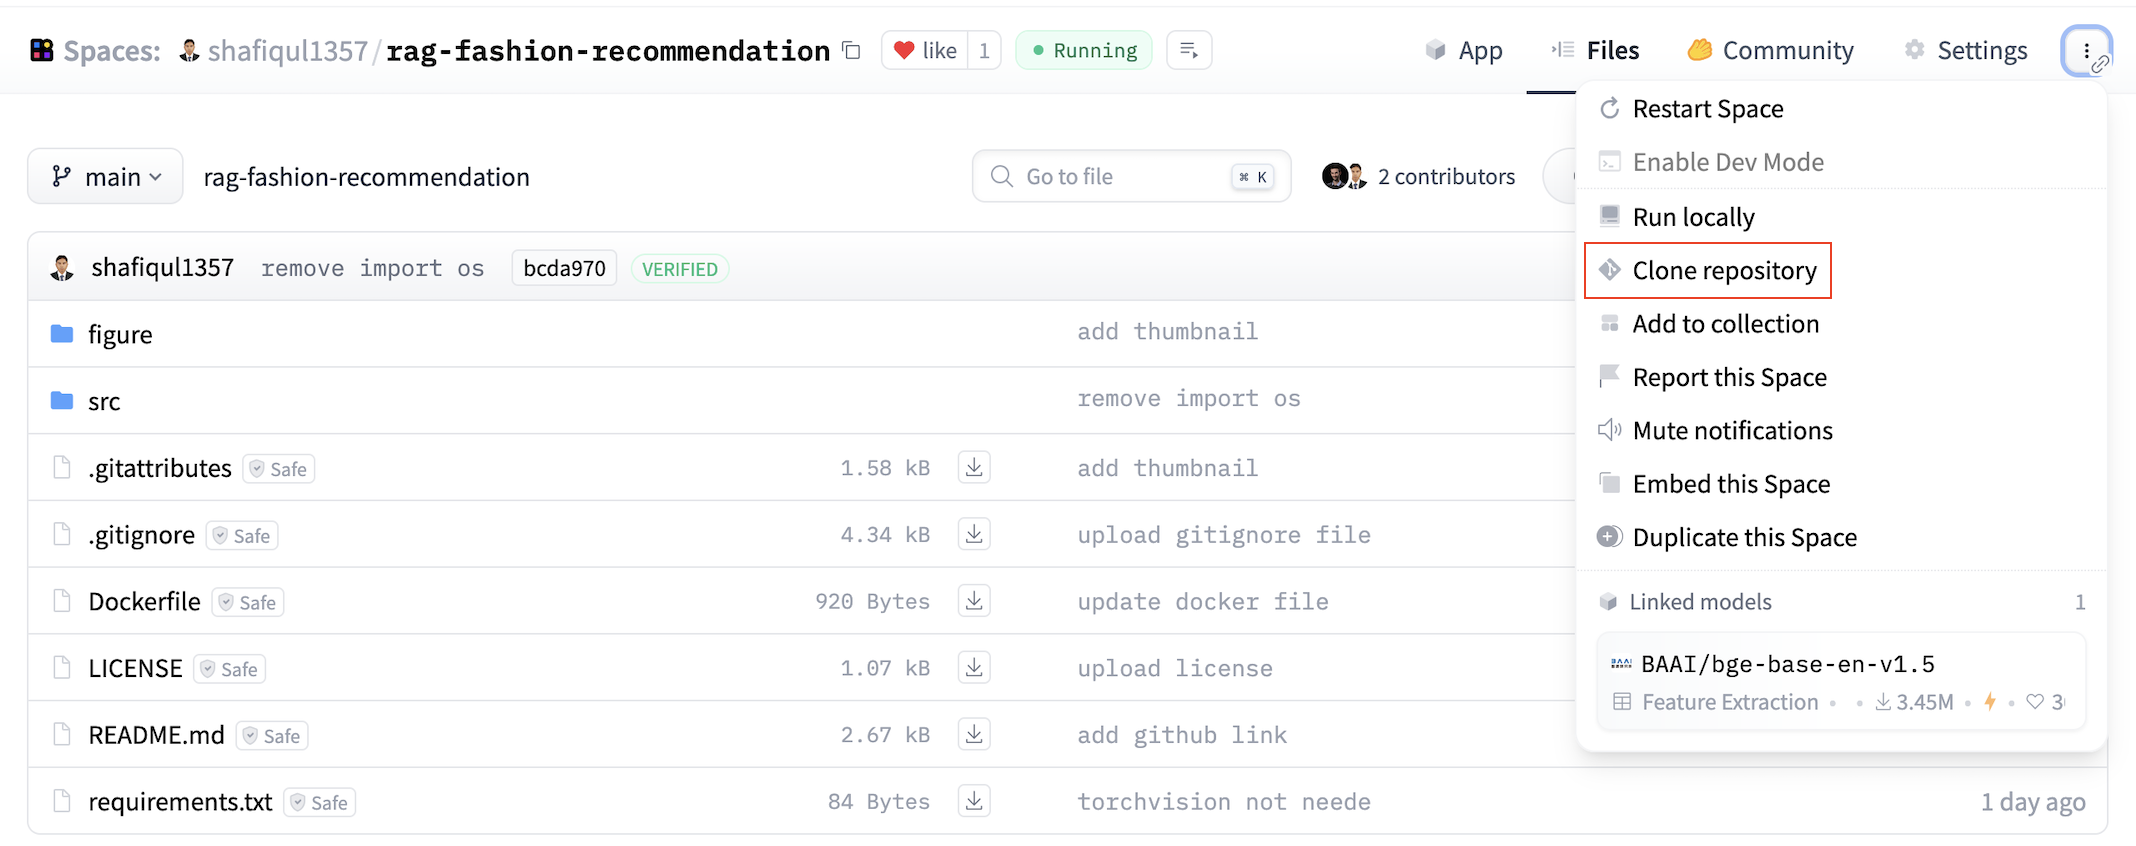 Spaces: shafiqul1357/rag-fashion-recommendation like 1 Running App Files Community Settings
Restart Space
Enable Dev Mode
Run locally
Clone repository
Add to collection
Report this Space
Mute notifications
Embed this Space
Duplicate this Space
Linked models 1
BAAI/bge-base-en-v1.5
Feature Extraction • • 3.45M • • 3
main rag-fashion-recommendation Go to file ⌘ K 2 contributors
shafiqul1357 remove import os bcda970 VERIFIED
figure add thumbnail
src remove import os
.gitattributes Safe 1.58 kB add thumbnail
.gitignore Safe 4.34 kB upload gitignore file
Dockerfile Safe 920 Bytes update docker file
LICENSE Safe 1.07 kB upload license
README.md Safe 2.67 kB add github link
requirements.txt Safe 84 Bytes torchvision not neede 1 day ago